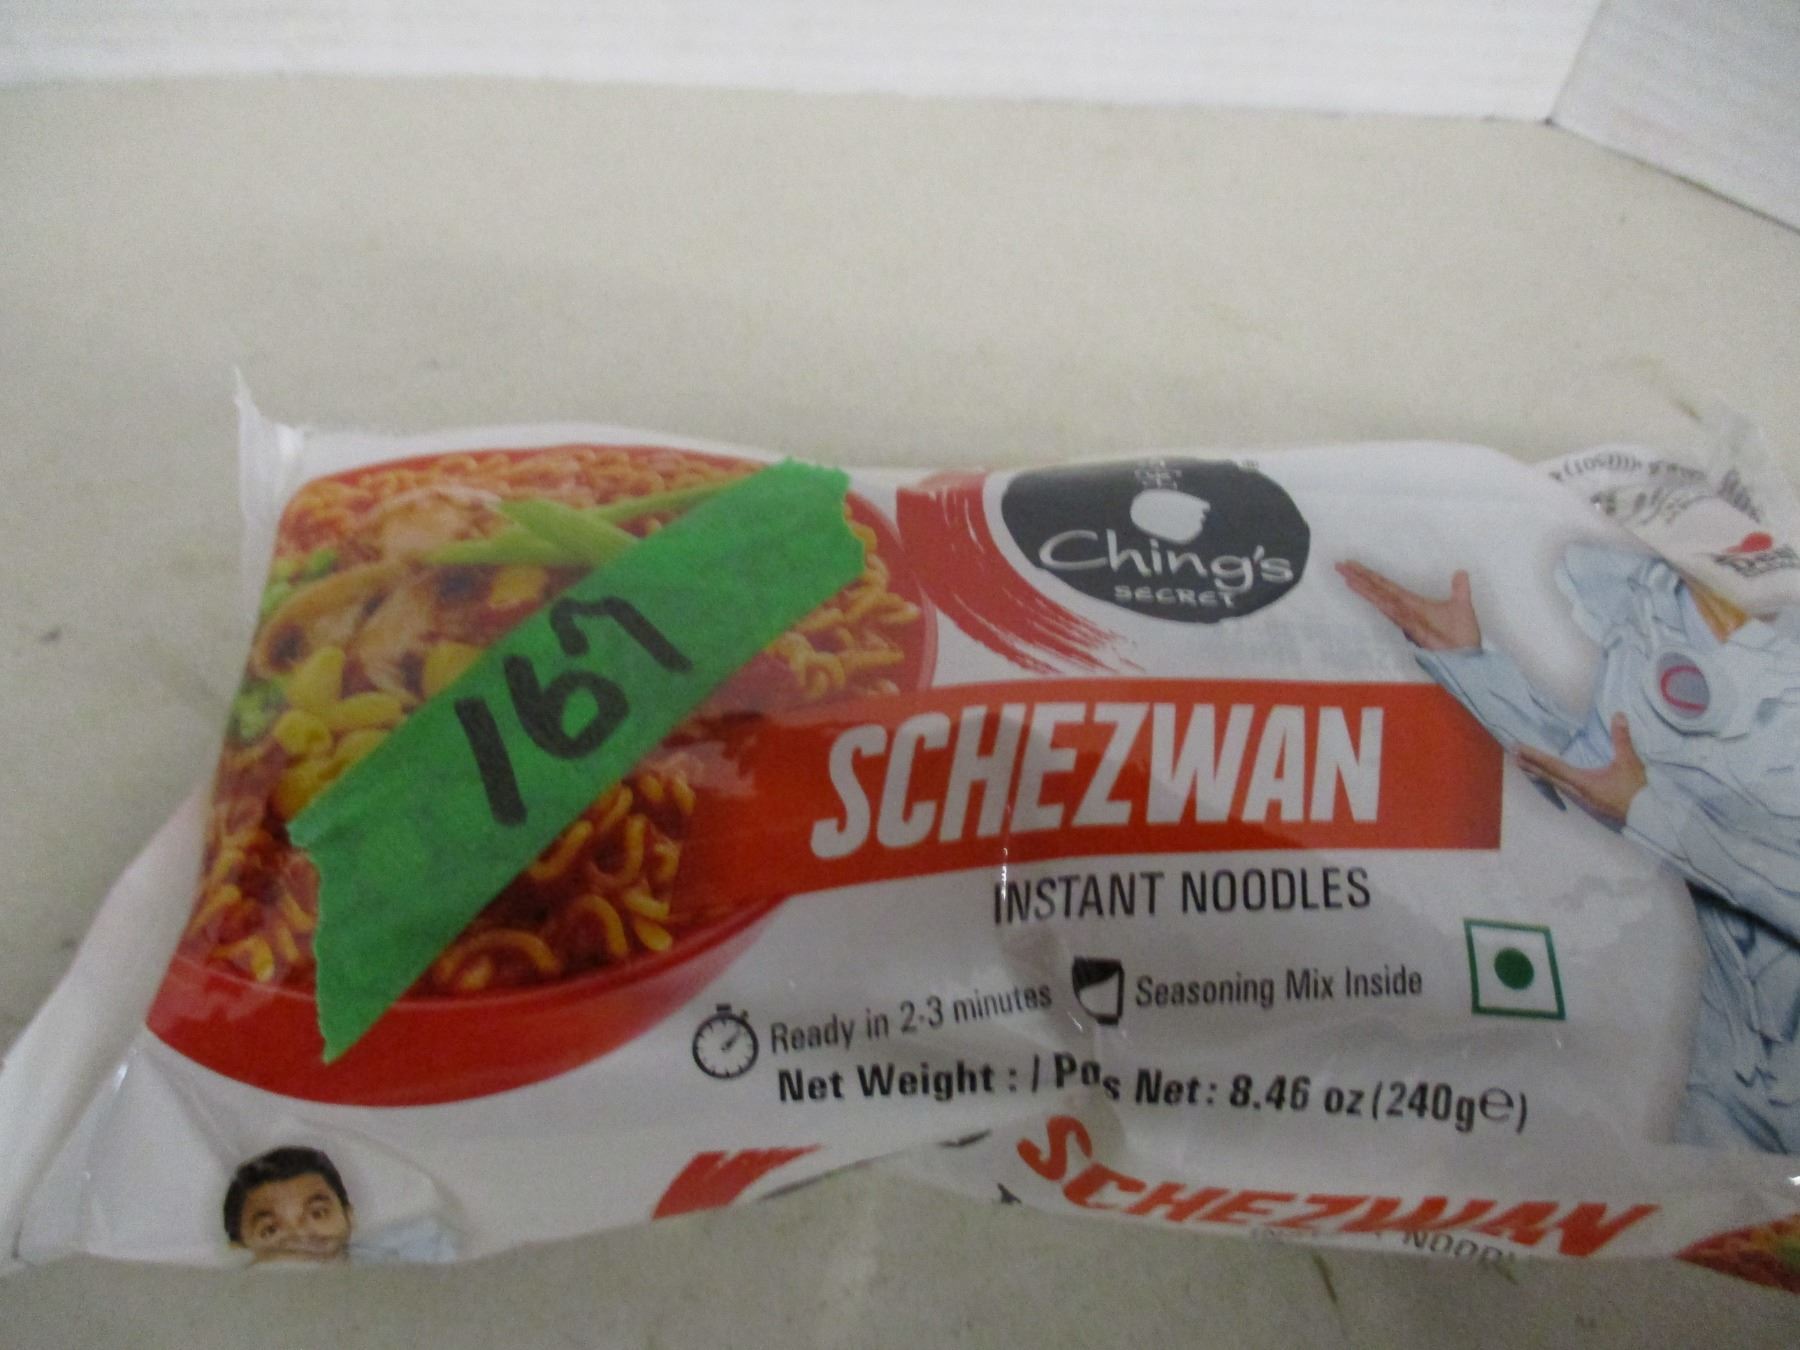 Ching's
SECRET
167
SCHEZWAN
INSTANT NOODLES
Ready in 2-3 minutes
Seasoning Mix Inside
Net Weight : / Pos Net: 8.46 oz (240g℮)
SCHEZWAN